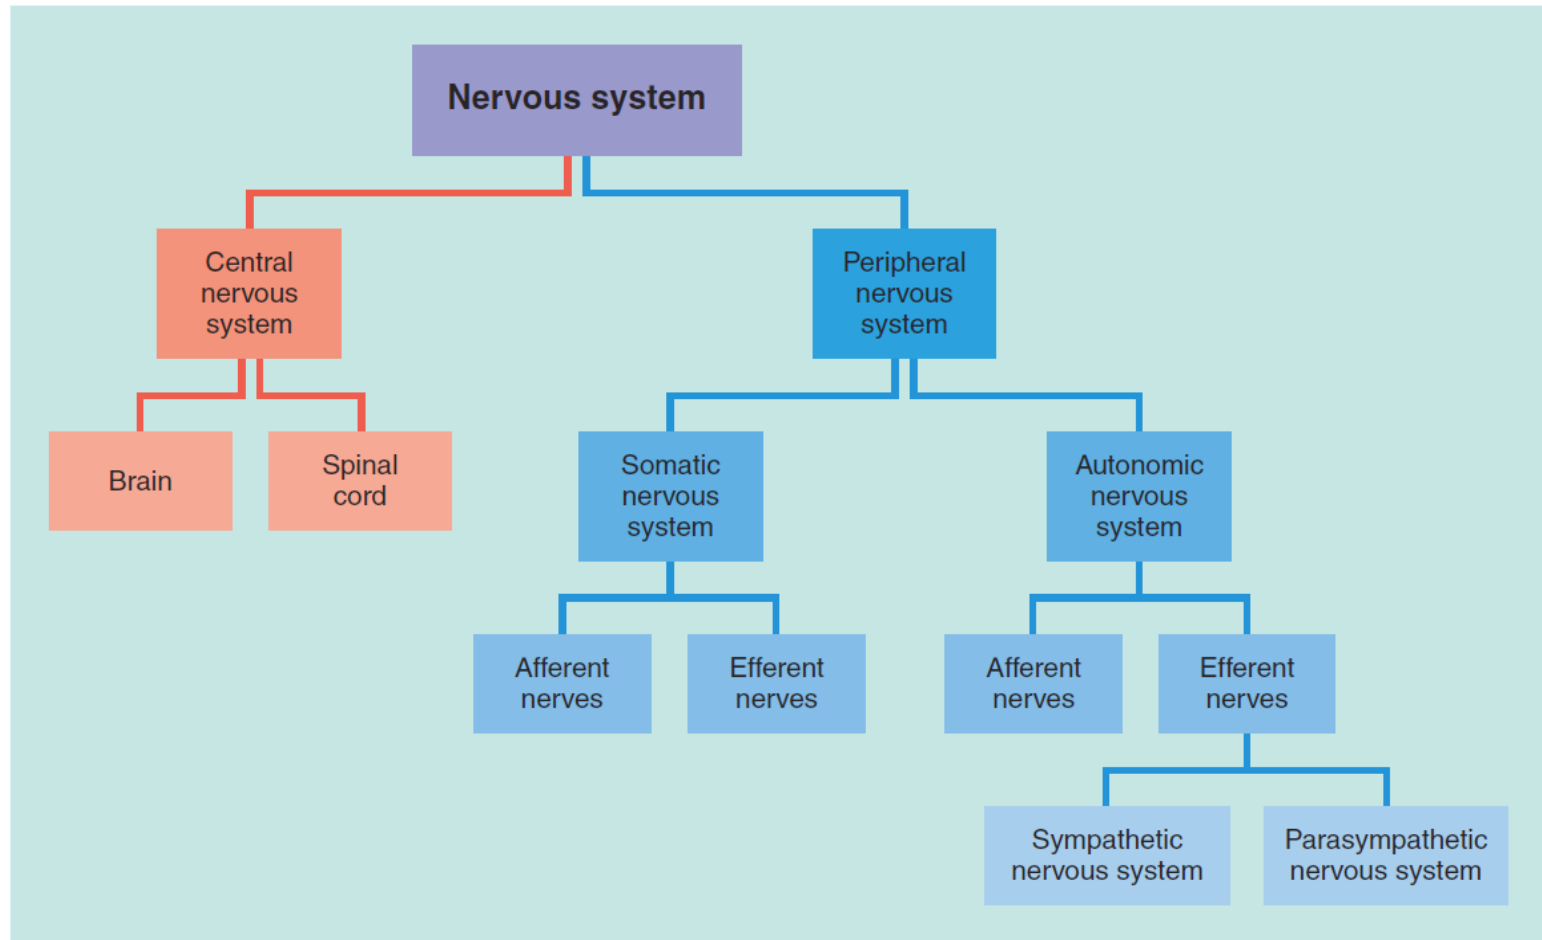 Nervous system
Central
nervous
system
Peripheral
nervous
system
Brain
Spinal
cord
Somatic
nervous
system
Autonomic
nervous
system
Afferent
nerves
Efferent
nerves
Afferent
nerves
Efferent
nerves
Sympathetic
nervous system
Parasympathetic
nervous system